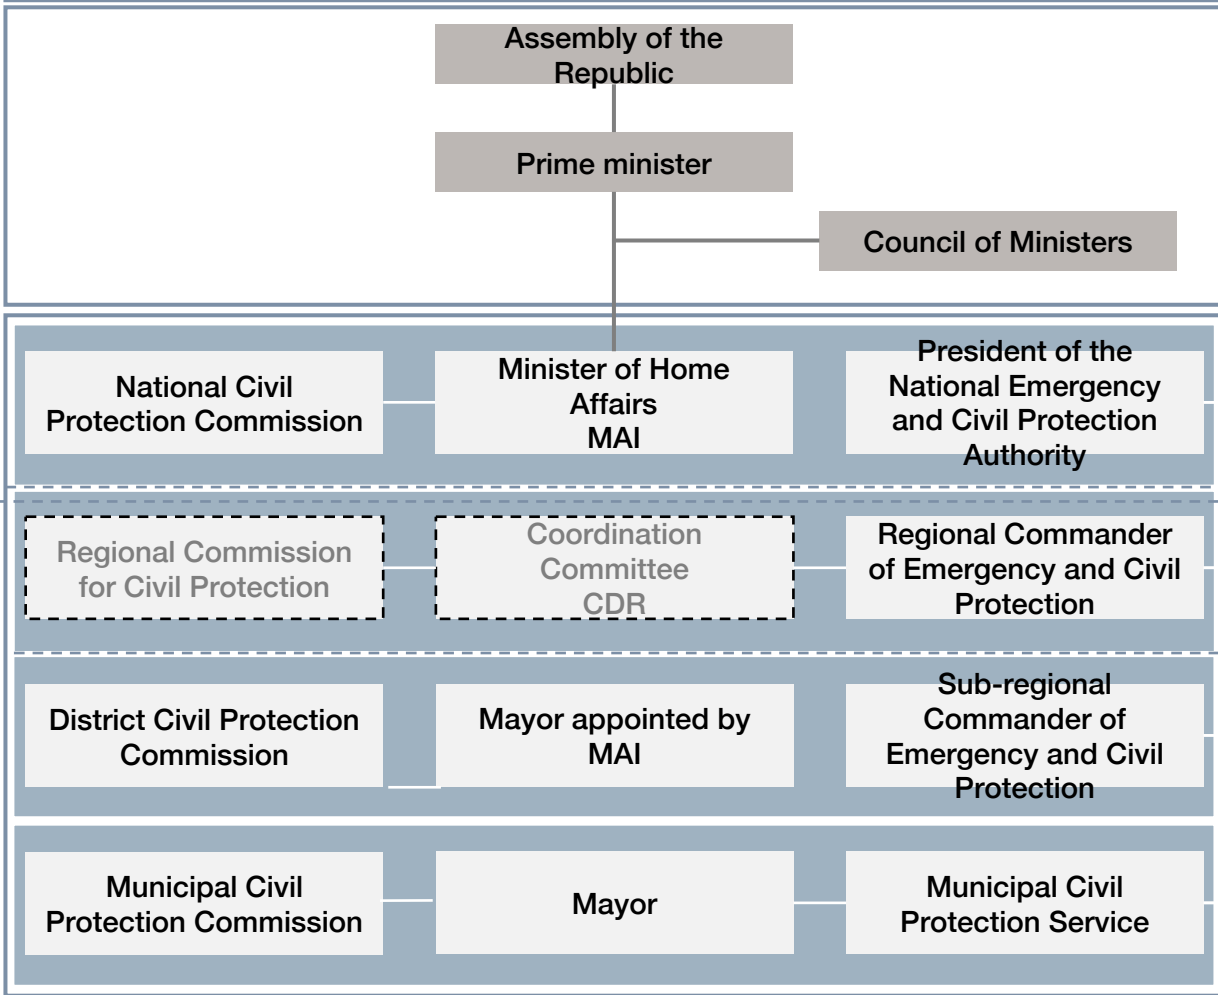 Assembly of the
Republic
Prime minister
Council of Ministers
National Civil
Protection Commission
Minister of Home
Affairs
MAI
President of the
National Emergency
and Civil Protection
Authority
Regional Commission
for Civil Protection
Coordination
Committee
CDR
Regional Commander
of Emergency and Civil
Protection
District Civil Protection
Commission
Mayor appointed by
MAI
Sub-regional
Commander of
Emergency and Civil
Protection
Municipal Civil
Protection Commission
Mayor
Municipal Civil
Protection Service